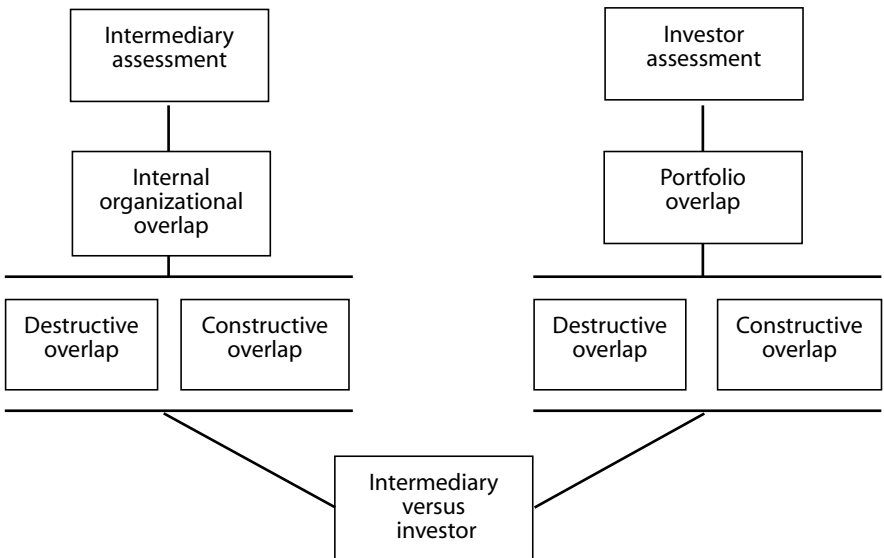 Intermediary
assessment
Investor
assessment
Internal
organizational
overlap
Portfolio
overlap
Destructive
overlap
Constructive
overlap
Destructive
overlap
Constructive
overlap
Intermediary
versus
investor